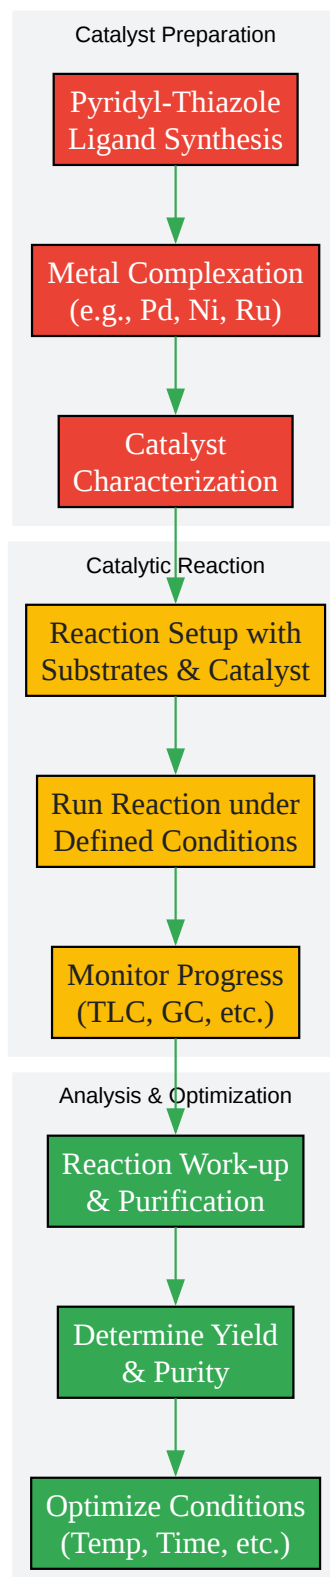 Catalyst Preparation
Pyridyl-Thiazole
Ligand Synthesis
Metal Complexation
(e.g., Pd, Ni, Ru)
Catalyst
Characterization
Catalytic Reaction
Reaction Setup with
Substrates & Catalyst
Run Reaction under
Defined Conditions
Monitor Progress
(TLC, GC, etc.)
Analysis & Optimization
Reaction Work-up
& Purification
Determine Yield
& Purity
Optimize Conditions
(Temp, Time, etc.)